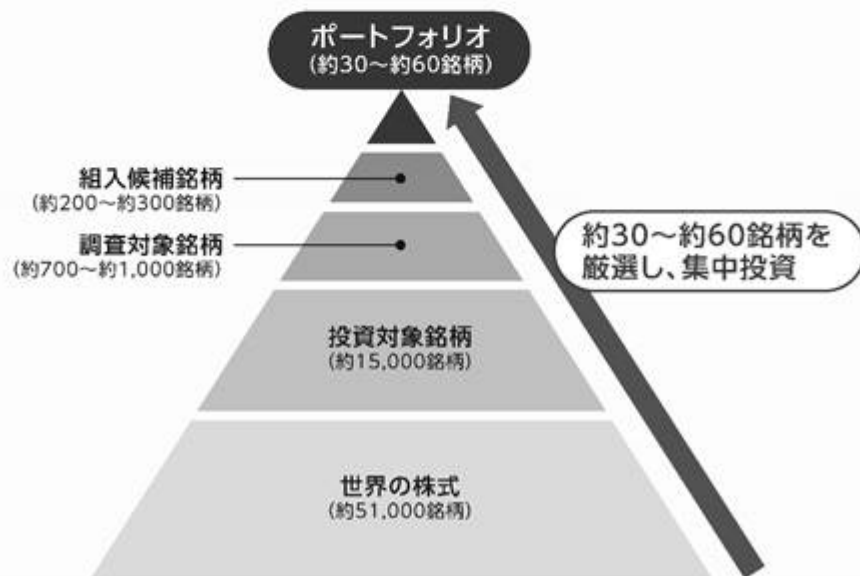 ポートフォリオ
(約30～約60銘柄)
組入候補銘柄
(約200～約300銘柄)
調査対象銘柄
(約700～約1,000銘柄)
約30～約60銘柄を
厳選し、集中投資
投資対象銘柄
(約15,000銘柄)
世界の株式
(約51,000銘柄)